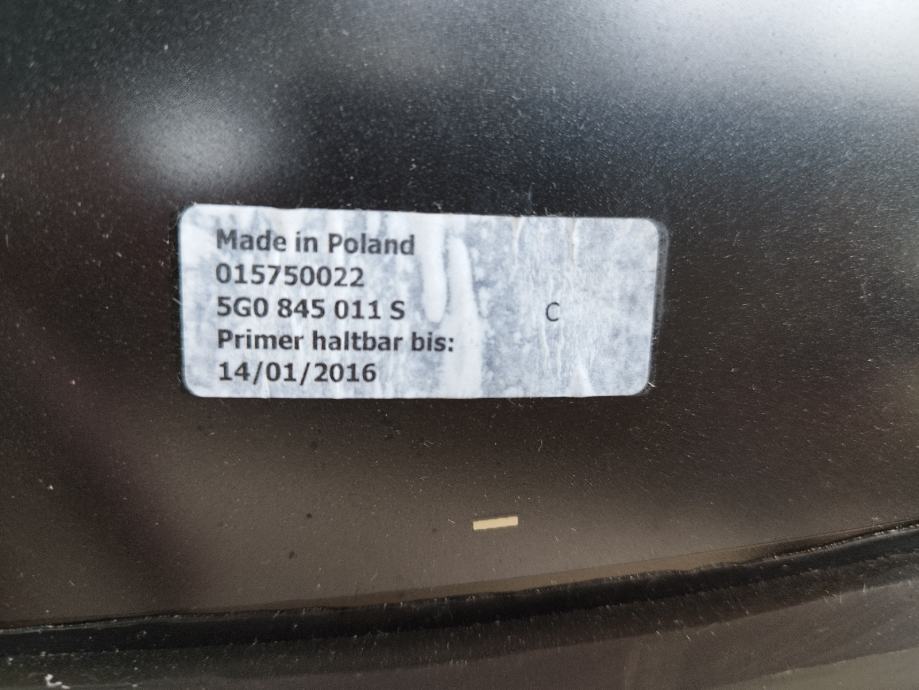 Made in Poland
015750022
5G0 845 011 S C
Primer haltbar bis:
14/01/2016